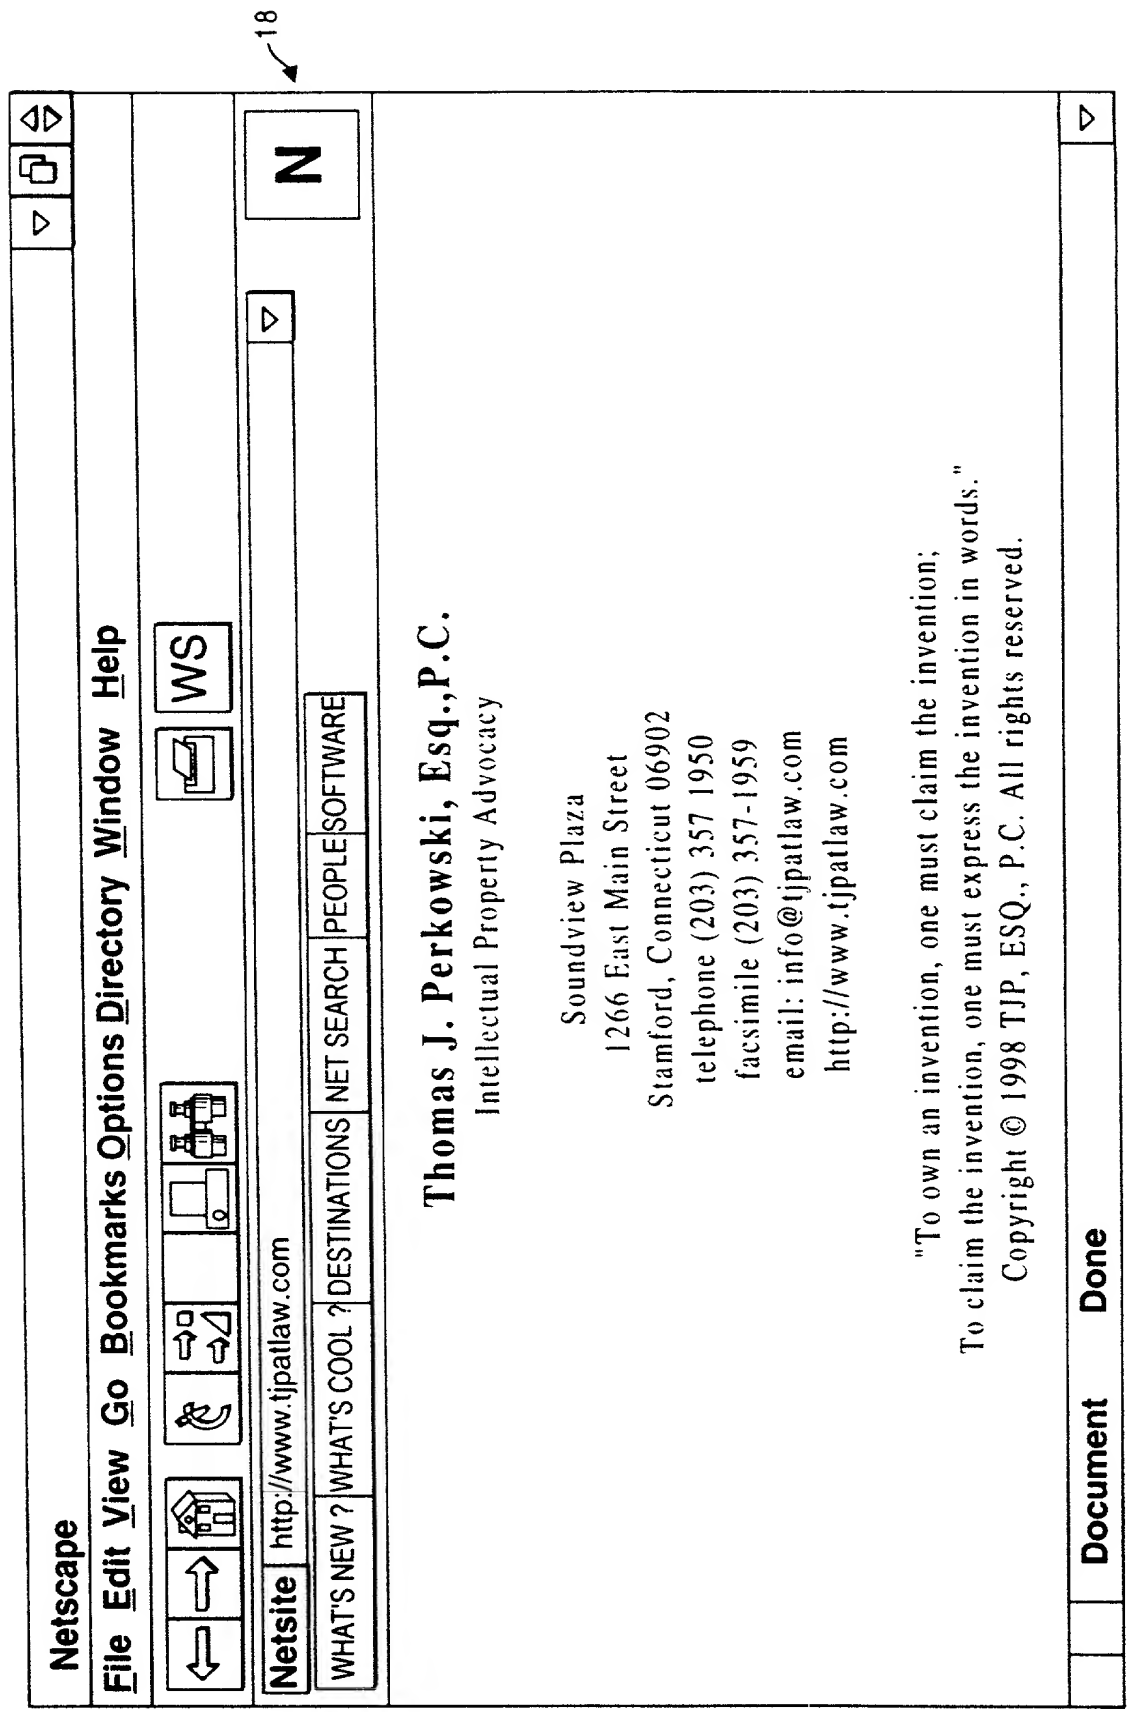 18
Netscape
File Edit View Go Bookmarks Options Directory Window Help
WS
Netsite http://www.tjpatlaw.com
N
WHAT'S NEW ? WHAT'S COOL ? DESTINATIONS NET SEARCH PEOPLE SOFTWARE
Thomas J. Perkowski, Esq.,P.C.
Intellectual Property Advocacy
Soundview Plaza
1266 East Main Street
Stamford, Connecticut 06902
telephone (203) 357 1950
facsimile (203) 357-1959
email: info@tjpatlaw.com
http://www.tjpatlaw.com
"To own an invention, one must claim the invention;
To claim the invention, one must express the invention in words."
Copyright © 1998 TJP, ESQ., P.C. All rights reserved.
Document Done